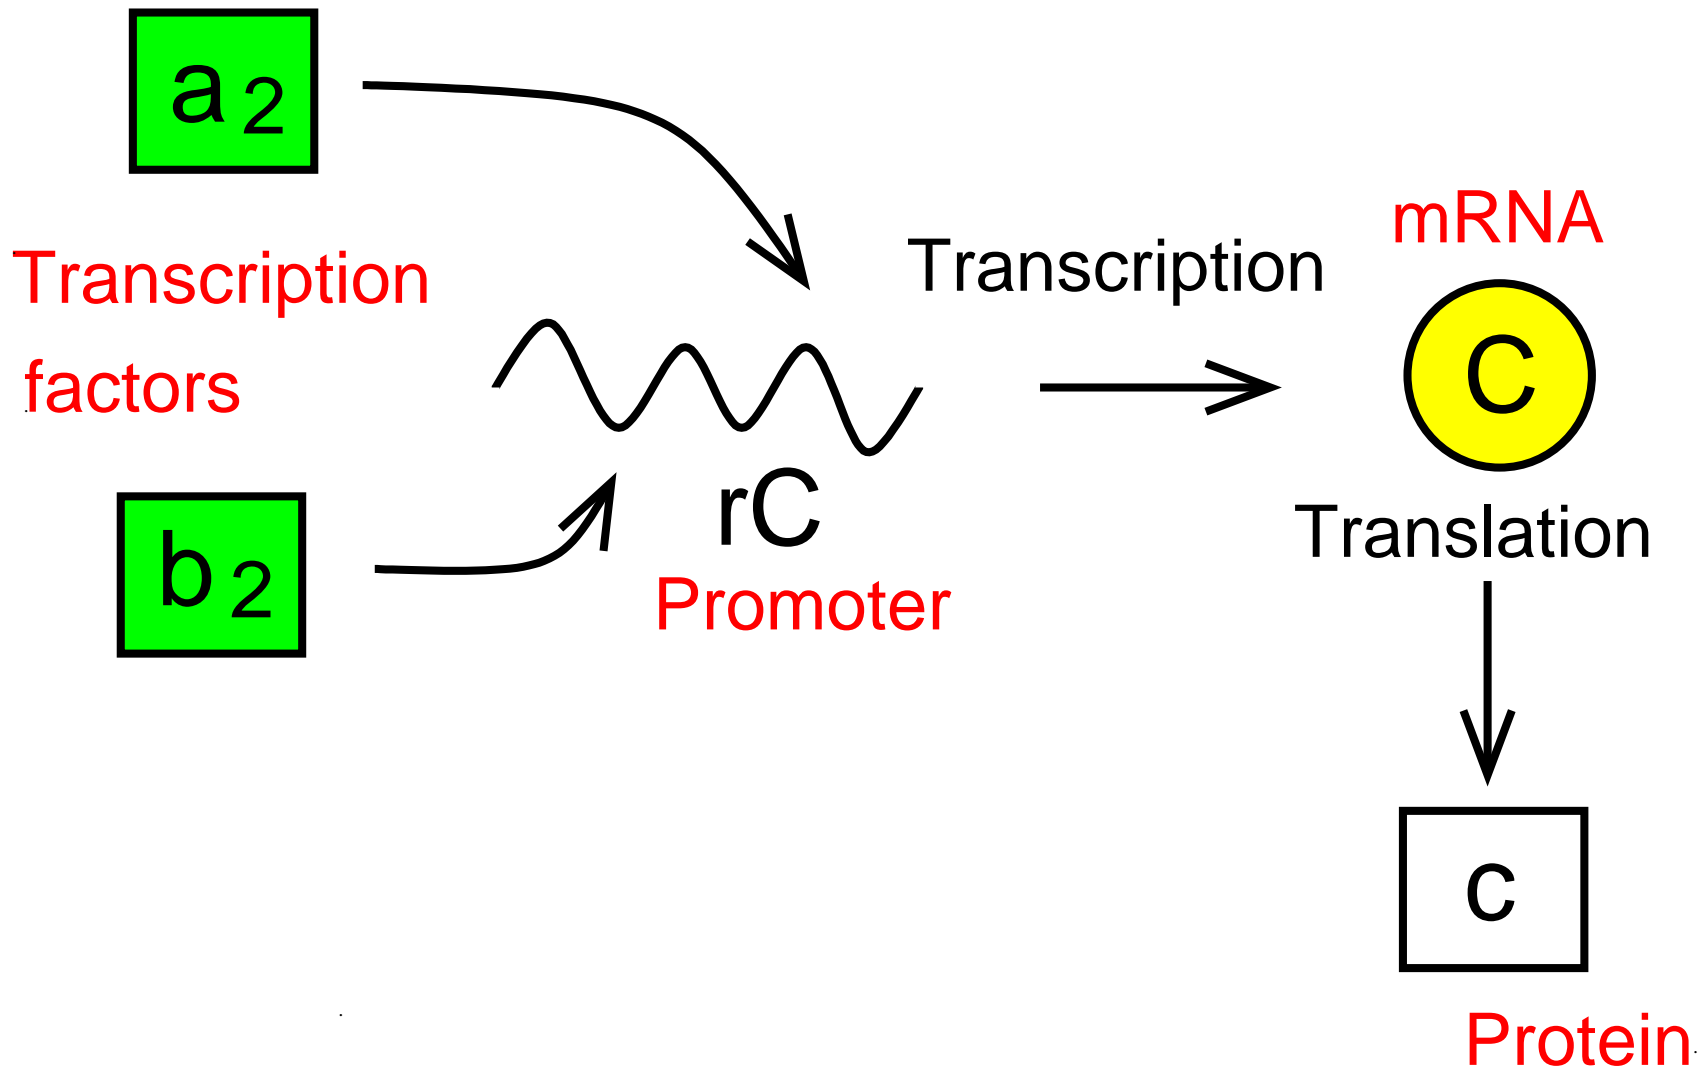 a2
Transcription
factors
b2
rC
Promoter
Transcription
mRNA
C
Translation
c
Protein